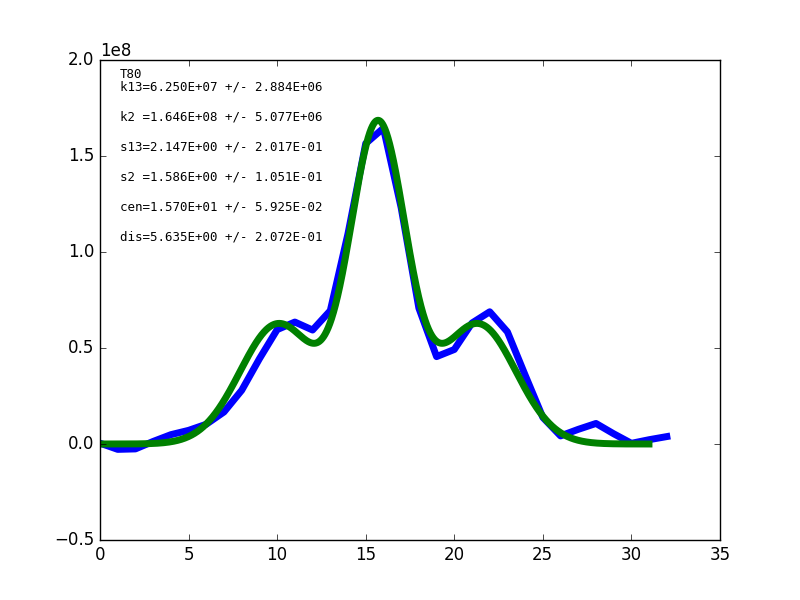 1e8
2.0
T80
k13=6.250E+07 +/- 2.884E+06
k2 =1.646E+08 +/- 5.077E+06
1.5
s13=2.147E+00 +/- 2.017E-01
s2 =1.586E+00 +/- 1.051E-01
cen=1.570E+01 +/- 5.925E-02
dis=5.635E+00 +/- 2.072E-01
1.0
0.5
0.0
−0.5
0 5 10 15 20 25 30 35